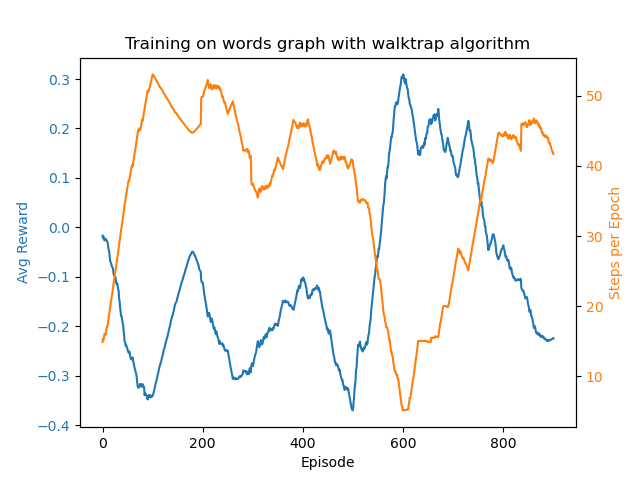 Training on words graph with walktrap algorithm
0.3
0.2
0.1
0.0
−0.1
−0.2
−0.3
−0.4
Avg Reward
50
40
30
20
10
Steps per Epoch
0 200 400 600 800
Episode